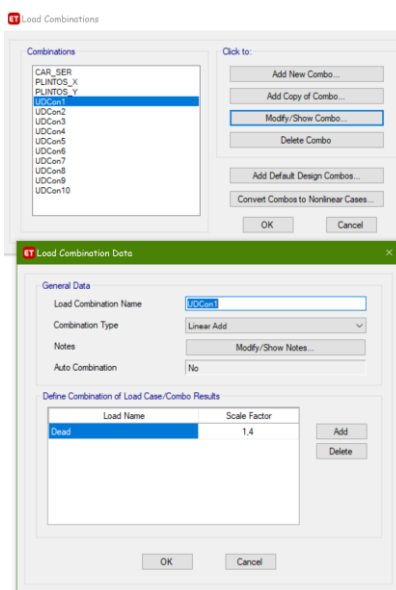 ET Load Combinations
Combinations
Click to:
CAR_SER
PLINTOS_X
PLINTOS_Y
UDCon1
UDCon2
UDCon3
UDCon4
UDCon5
UDCon6
UDCon7
UDCon8
UDCon9
UDCon10
Add New Combo...
Add Copy of Combo...
Modify/Show Combo...
Delete Combo
Add Default Design Combos...
Convert Combos to Nonlinear Cases...
OK Cancel
ET Load Combination Data ×
General Data
Load Combination Name UDCon1
Combination Type Linear Add
Notes Modify/Show Notes...
Auto Combination No
Define Combination of Load Case/Combo Results
Load Name Scale Factor
Dead 1,4
Add
Delete
OK Cancel